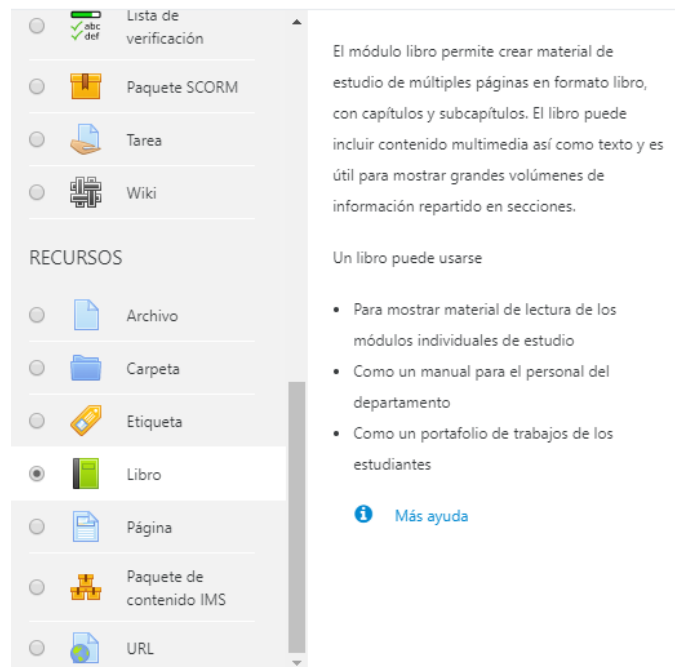 Lista de
verificación
abc
def
Paquete SCORM
Tarea
Wiki
RECURSOS
Archivo
Carpeta
Etiqueta
Libro
Página
Paquete de
contenido IMS
URL
El módulo libro permite crear material de
estudio de múltiples páginas en formato libro,
con capítulos y subcapítulos. El libro puede
incluir contenido multimedia así como texto y es
útil para mostrar grandes volúmenes de
información repartido en secciones.
Un libro puede usarse
• Para mostrar material de lectura de los
módulos individuales de estudio
• Como un manual para el personal del
departamento
• Como un portafolio de trabajos de los
estudiantes
Más ayuda